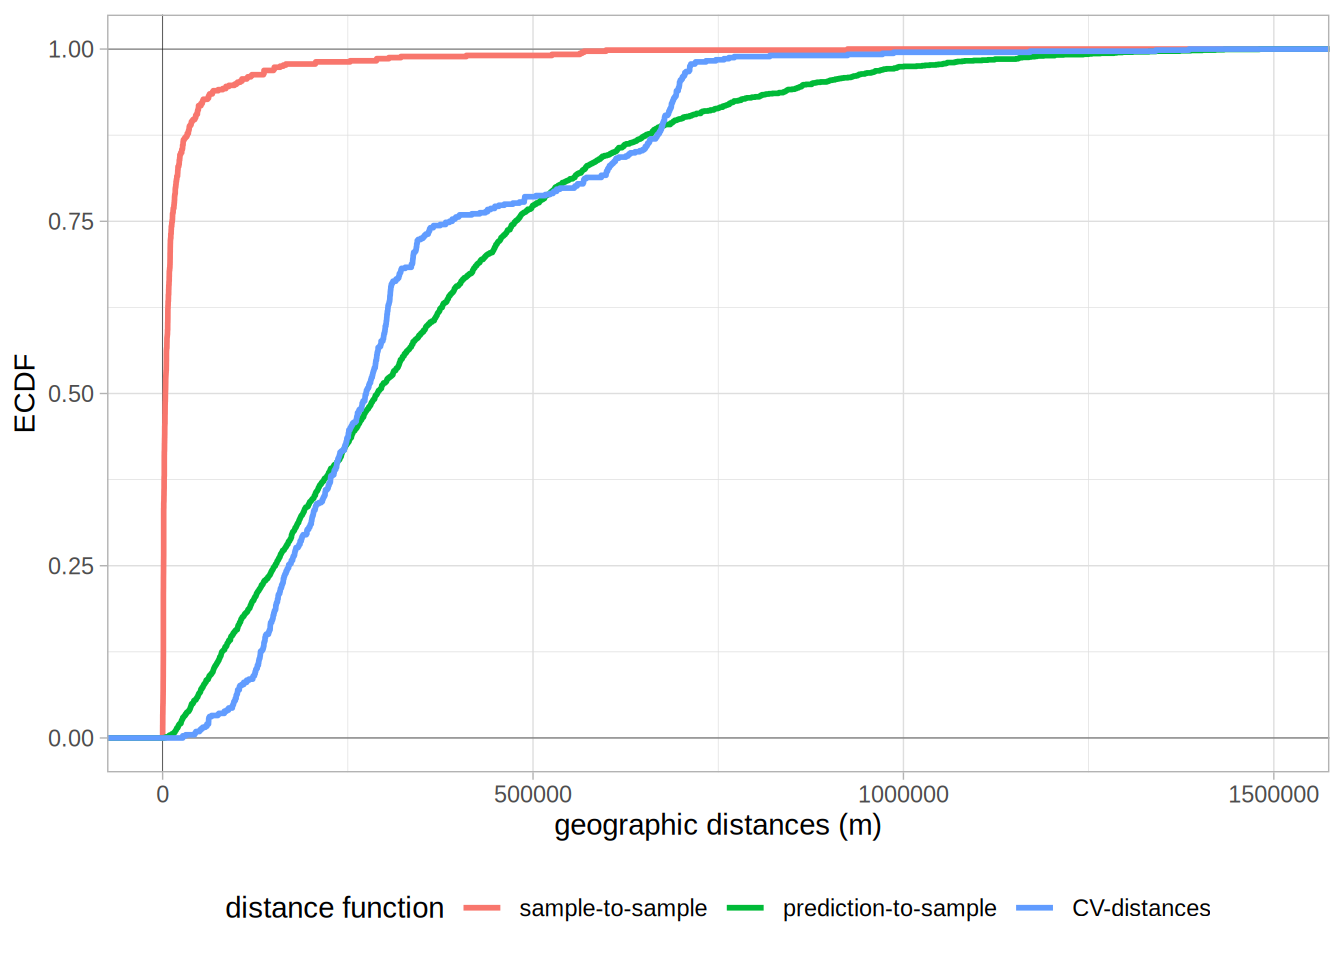 1.00
0.75
0.50
0.25
0.00
ECDF
0 500000 1000000 1500000
geographic distances (m)
distance function sample-to-sample prediction-to-sample CV-distances